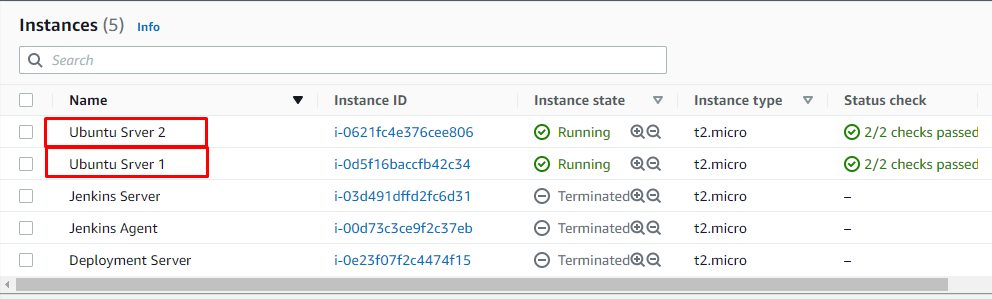 Instances (5) Info
Search
Name Instance ID Instance state Instance type Status check
Ubuntu Srver 2 i-0621fc4e376cee806 Running t2.micro 2/2 checks passed
Ubuntu Srver 1 i-0d5f16baccfb42c34 Running t2.micro 2/2 checks passed
Jenkins Server i-03d491dffd2fc6d31 Terminated t2.micro –
Jenkins Agent i-00d73c3ce9f2c37eb Terminated t2.micro –
Deployment Server i-0e23f07f2c4474f15 Terminated t2.micro –